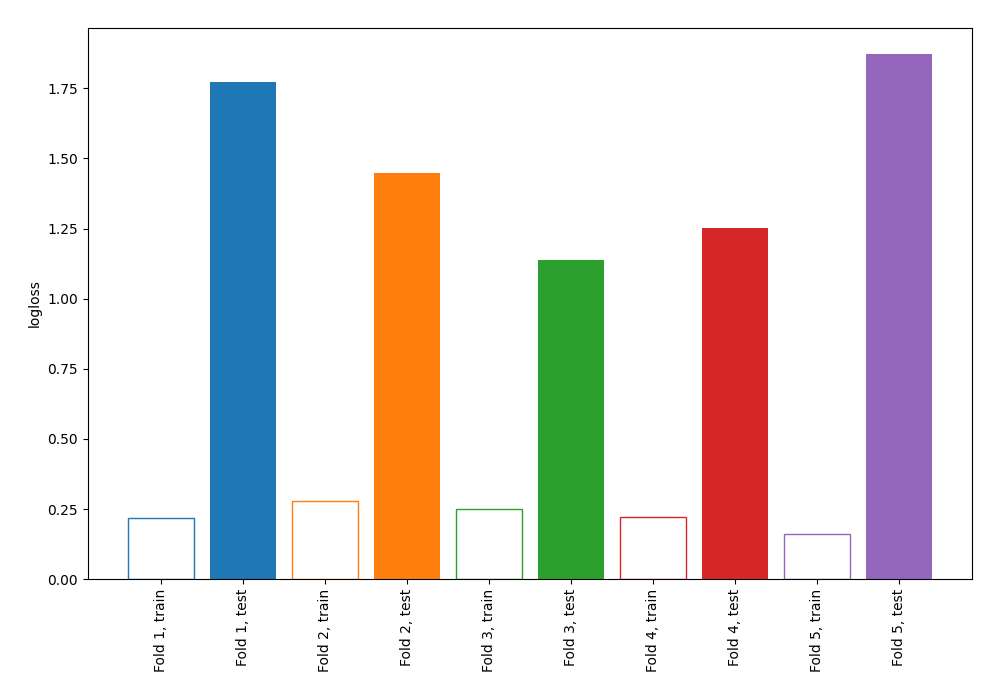 1.75
1.50
1.25
1.00
0.75
0.50
0.25
0.00
logloss
Fold 1, train
Fold 1, test
Fold 2, train
Fold 2, test
Fold 3, train
Fold 3, test
Fold 4, train
Fold 4, test
Fold 5, train
Fold 5, test